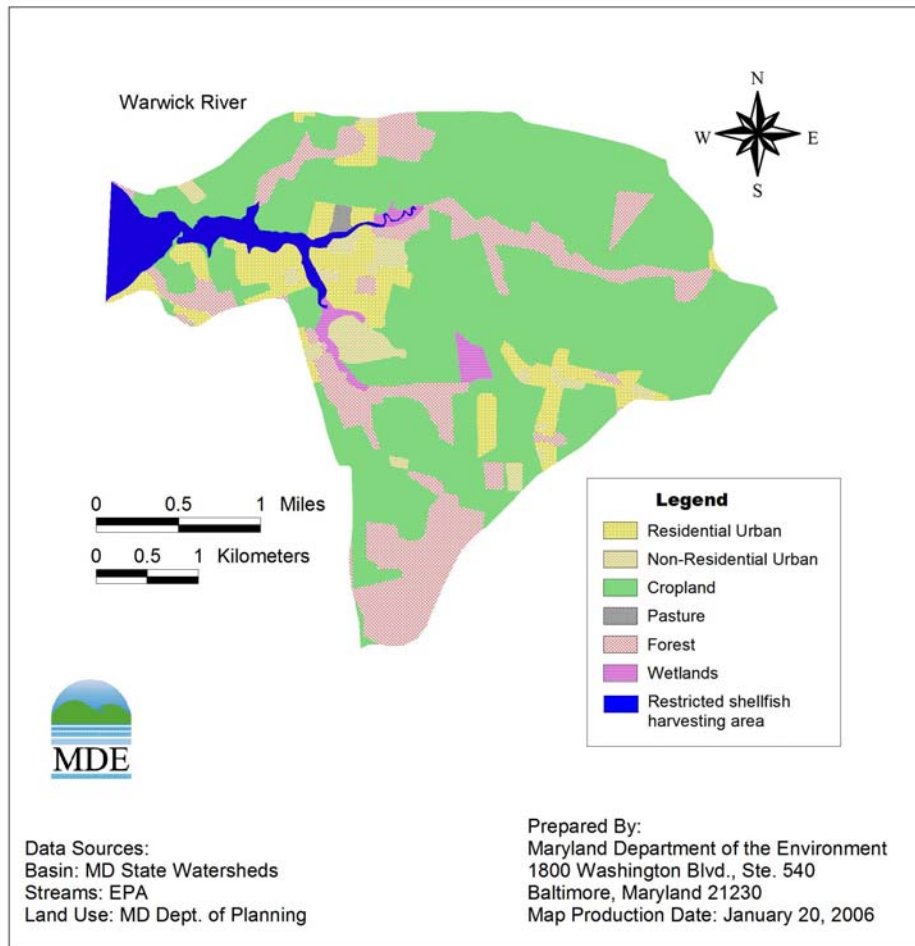 Warwick River
N
W E
S
0 0.5 1 Miles
0 0.5 1 Kilometers
Legend
Residential Urban
Non-Residential Urban
Cropland
Pasture
Forest
Wetlands
Restricted shellfish
harvesting area
MDE
Data Sources:
Basin: MD State Watersheds
Streams: EPA
Land Use: MD Dept. of Planning
Prepared By:
Maryland Department of the Environment
1800 Washington Blvd., Ste. 540
Baltimore, Maryland 21230
Map Production Date: January 20, 2006